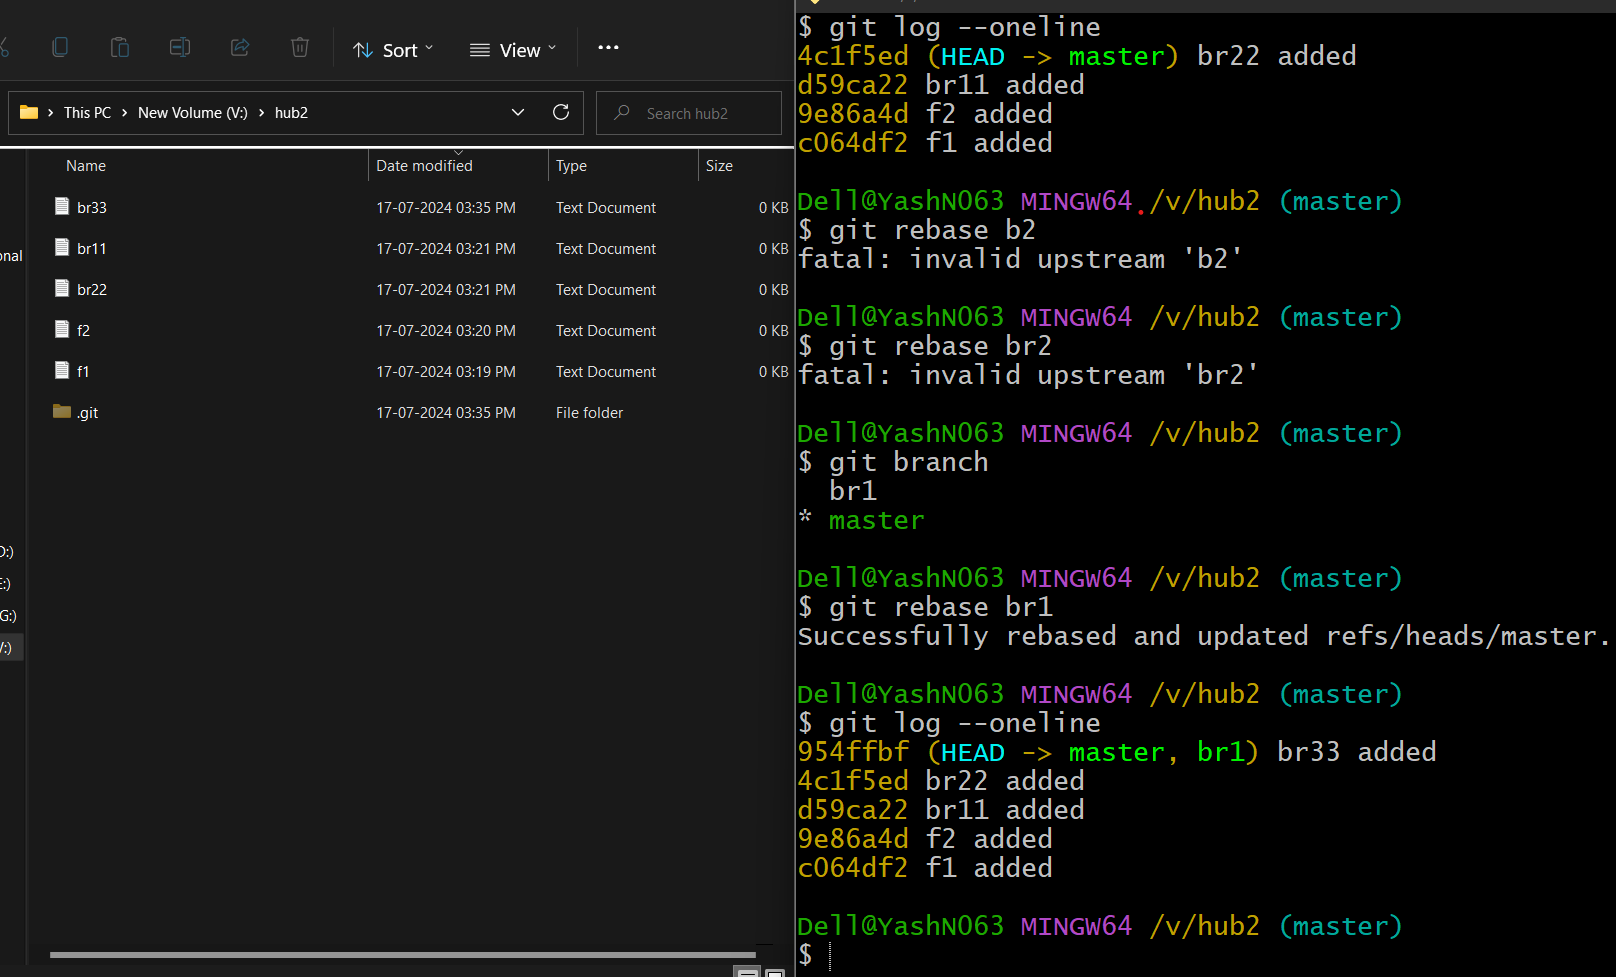 Sort
View
This PC > New Volume (V:) > hub2
Search hub2
Name Date modified Type Size
br33 17-07-2024 03:35 PM Text Document 0 KB
br11 17-07-2024 03:21 PM Text Document 0 KB
br22 17-07-2024 03:21 PM Text Document 0 KB
f2 17-07-2024 03:20 PM Text Document 0 KB
f1 17-07-2024 03:19 PM Text Document 0 KB
.git 17-07-2024 03:35 PM File folder
onal
D:)
E:)
G:)
V:)
$ git log --oneline
4c1f5ed (HEAD -> master) br22 added
d59ca22 br11 added
9e86a4d f2 added
c064df2 f1 added
Dell@YashN063 MINGW64 /v/hub2 (master)
$ git rebase b2
fatal: invalid upstream 'b2'
Dell@YashN063 MINGW64 /v/hub2 (master)
$ git rebase br2
fatal: invalid upstream 'br2'
Dell@YashN063 MINGW64 /v/hub2 (master)
$ git branch
br1
* master
Dell@YashN063 MINGW64 /v/hub2 (master)
$ git rebase br1
Successfully rebased and updated refs/heads/master.
Dell@YashN063 MINGW64 /v/hub2 (master)
$ git log --oneline
954ffbf (HEAD -> master, br1) br33 added
4c1f5ed br22 added
d59ca22 br11 added
9e86a4d f2 added
c064df2 f1 added
Dell@YashN063 MINGW64 /v/hub2 (master)
$